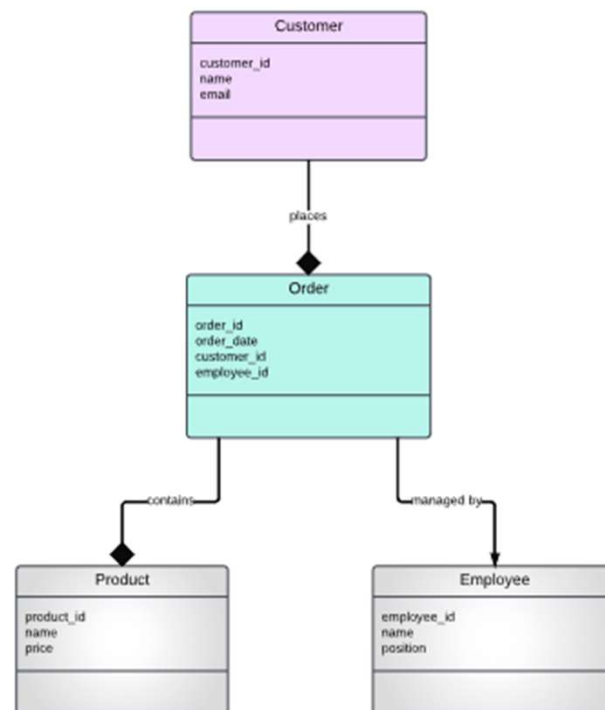 Customer
customer_id
name
email
places
Order
order_id
order_date
customer_id
employee_id
contains
managed by
Product
product_id
name
price
Employee
employee_id
name
position